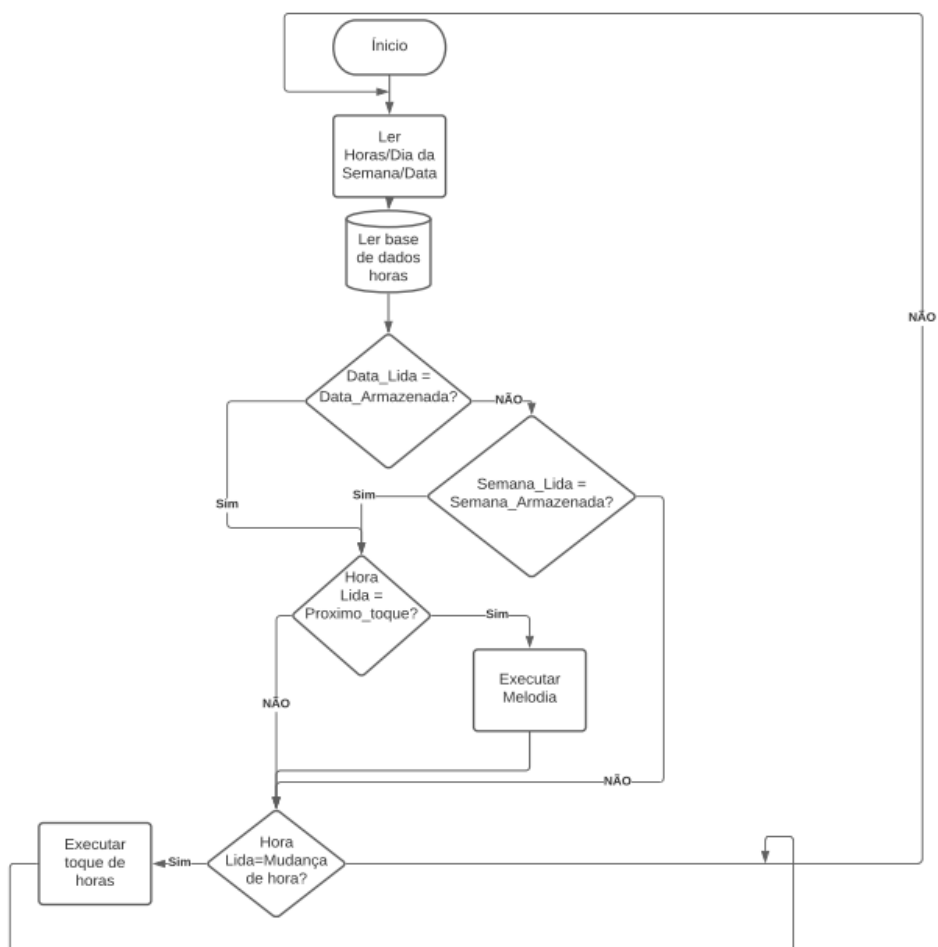 Ínicio
Ler
Horas/Dia da
Semana/Data
Ler base
de dados
horas
NÃO
Data_Lida =
Data_Armazenada?
NÃO
Semana_Lida =
Semana_Armazenada?
Sim
Sim
Hora
Lida =
Proximo_toque?
Sim
Executar
Melodia
NÃO
NÃO
Hora
Lida=Mudança
de hora?
Sim
Executar
toque de
horas